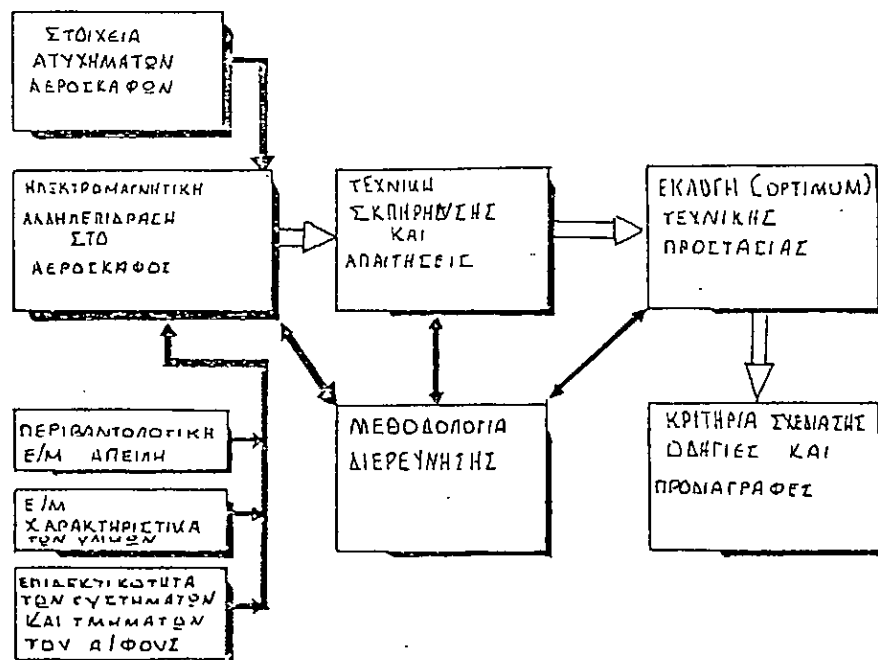 ΣΤΟΙΧΕΙΑ
ΑΤΥΧΗΜΑΤΩΝ
ΑΕΡΟΣΚΑΦΩΝ
ΗΛΕΚΤΡΟΜΑΓΝΗΤΙΚΗ
ΑΛΛΗΛΕΠΙΔΡΑΣΗ
ΣΤΟ
ΑΕΡΟΣΚΑΦΟΣ
ΤΕΧΝΙΚΗ
ΣΚΠΗΡΗΝΣΗΣ
ΚΑΙ
ΑΠΑΙΤΗΣΕΙΣ
ΕΚΛΟΓΗ (OPTIMUM)
ΤΕΧΝΙΚΗΣ
ΠΡΟΣΤΑΣΙΑΣ
ΠΕΡΙΒΑΝΤΟΛΟΓΙΚΗ
Ε/Μ ΑΠΕΙΛΗ
Ε/Μ
ΧΑΡΑΚΤΗΡΙΣΤΙΚΑ
ΤΩΝ ΥΛΙΚΩΝ
ΕΠΙΔΕΚΤΙΚΟΤΗΤΑ
ΤΩΝ ΣΥΣΤΗΜΑΤΩΝ
ΚΑΙ ΤΜΗΜΑΤΩΝ
ΤΟΥ Α/ΦΟΥΣ
ΜΕΘΟΔΟΛΟΓΙΑ
ΔΙΕΡΕΥΝΗΣΗΣ
ΚΡΙΤΗΡΙΑ ΣΧΕΔΙΑΣΗΣ
ΟΔΗΓΙΕΣ ΚΑΙ
ΠΡΟΔΙΑΓΡΑΦΕΣ